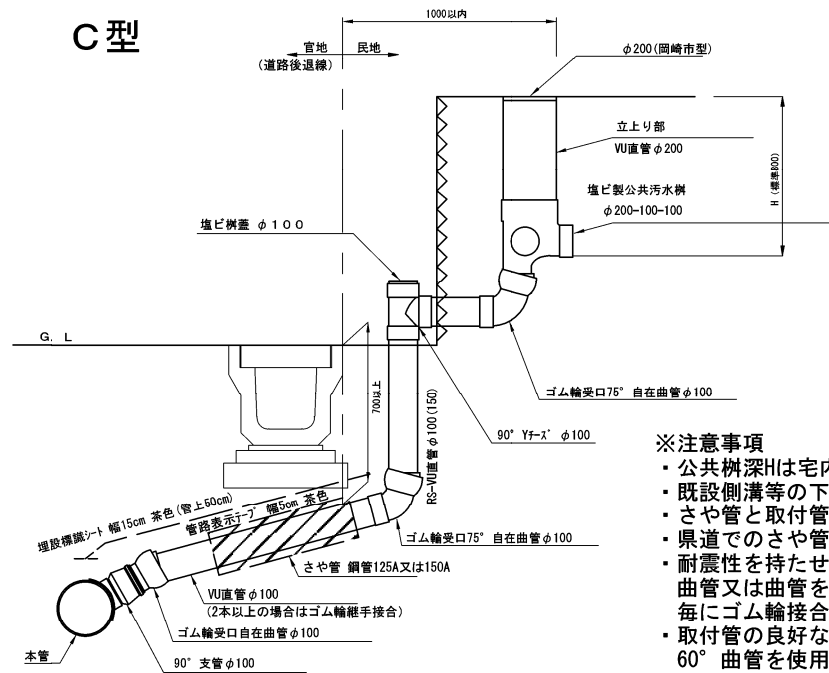 C型
1000以内
官地 民地
(道路後退線)
φ200(岡崎市型)
立上り部
VU直管φ200
H(標準800)
塩ビ製公共汚水桝
φ200-100-100
塩ビ桝蓋 φ100
G. L
700以上
RS-VU直管φ100(150)
ゴム輪受口75°自在曲管φ100
90° Yチーズ φ100
埋設標識シート 幅15cm 茶色(管上50cm)
管路表示テープ 幅5cm 茶色
ゴム輪受口75°自在曲管φ100
さや管 鋼管125A又は150A
VU直管φ100
(2本以上の場合はゴム輪継手接合)
ゴム輪受口自在曲管φ100
本管
90°支管φ100
※注意事項
・公共桝深Hは宅内
・既設側溝等の下
・さや管と取付管
・県道でのさや管
・耐震性を持たせ
曲管又は曲管を
毎にゴム輪接合
・取付管の良好な
60°曲管を使用